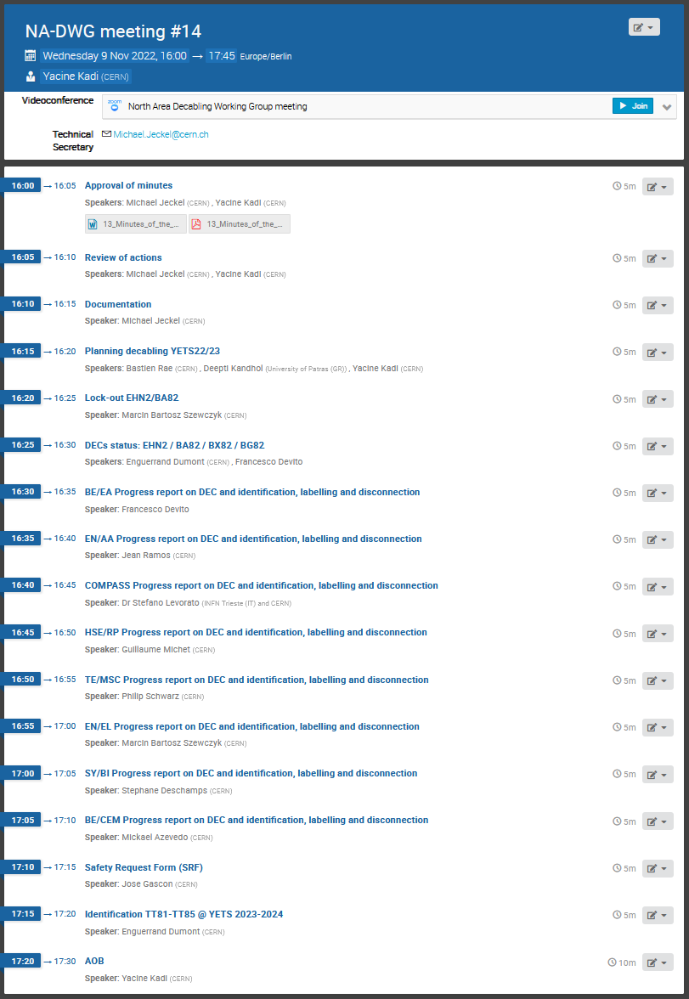 NA-DWG meeting #14
Wednesday 9 Nov 2022, 16:00 → 17:45 Europe/Berlin
Yacine Kadi (CERN)
Videoconference zoom North Area Decabling Working Group meeting Join
Technical Secretary Michael.Jeckel@cern.ch
16:00 → 16:05 Approval of minutes 5m
Speakers: Michael Jeckel (CERN) , Yacine Kadi (CERN)
13_Minutes_of_the_... 13_Minutes_of_the_...
16:05 → 16:10 Review of actions 5m
Speakers: Michael Jeckel (CERN) , Yacine Kadi (CERN)
16:10 → 16:15 Documentation 5m
Speaker: Michael Jeckel (CERN)
16:15 → 16:20 Planning decabling YETS22/23 5m
Speakers: Bastien Rae (CERN) , Deepti Kandhol (University of Patras (GR)) , Yacine Kadi (CERN)
16:20 → 16:25 Lock-out EHN2/BA82 5m
Speaker: Marcin Bartosz Szewczyk (CERN)
16:25 → 16:30 DECs status: EHN2 / BA82 / BX82 / BG82 5m
Speakers: Enguerrand Dumont (CERN) , Francesco Devito
16:30 → 16:35 BE/EA Progress report on DEC and identification, labelling and disconnection 5m
Speaker: Francesco Devito
16:35 → 16:40 EN/AA Progress report on DEC and identification, labelling and disconnection 5m
Speaker: Jean Ramos (CERN)
16:40 → 16:45 COMPASS Progress report on DEC and identification, labelling and disconnection 5m
Speaker: Dr Stefano Levorato (INFN Trieste (IT) and CERN)
16:45 → 16:50 HSE/RP Progress report on DEC and identification, labelling and disconnection 5m
Speaker: Guillaume Michet (CERN)
16:50 → 16:55 TE/MSC Progress report on DEC and identification, labelling and disconnection 5m
Speaker: Philip Schwarz (CERN)
16:55 → 17:00 EN/EL Progress report on DEC and identification, labelling and disconnection 5m
Speaker: Marcin Bartosz Szewczyk (CERN)
17:00 → 17:05 SY/BI Progress report on DEC and identification, labelling and disconnection 5m
Speaker: Stephane Deschamps (CERN)
17:05 → 17:10 BE/CEM Progress report on DEC and identification, labelling and disconnection 5m
Speaker: Mickael Azevedo (CERN)
17:10 → 17:15 Safety Request Form (SRF) 5m
Speaker: Jose Gascon (CERN)
17:15 → 17:20 Identification TT81-TT85 @ YETS 2023-2024 5m
Speaker: Enguerrand Dumont (CERN)
17:20 → 17:30 AOB 10m
Speaker: Yacine Kadi (CERN)